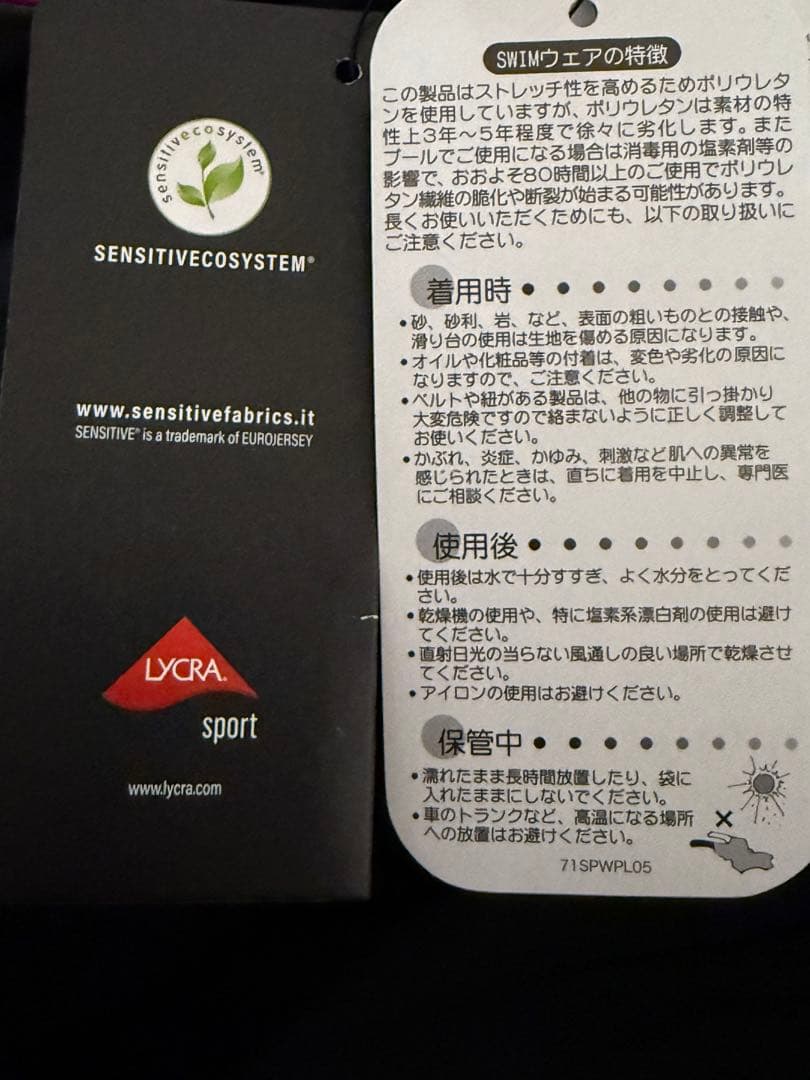 sensitivecosystem®
SENSITIVECOSYSTEM®
www.sensitivefabrics.it
SENSITIVE® is a trademark of EUROJERSEY
LYCRA®
sport
www.lycra.com
SWIMウェアの特徴
この製品はストレッチ性を高めるためポリウレタ
ンを使用していますが、ポリウレタンは素材の特
性上3年～5年程度で徐々に劣化します。また
プールでご使用になる場合は消毒用の塩素剤等の
影響で、おおよそ80時間以上のご使用でポリウレ
タン繊維の脆化や断裂が始まる可能性があります。
長くお使いいただくためにも、以下の取り扱いに
ご注意ください。
着用時
•砂、砂利、岩、など、表面の粗いものとの接触や、
滑り台の使用は生地を傷める原因になります。
•オイルや化粧品等の付着は、変色や劣化の原因に
なりますので、ご注意ください。
•ベルトや紐がある製品は、他の物に引っ掛かり
大変危険ですので絡まないように正しく調整して
お使いください。
•かぶれ、炎症、かゆみ、刺激など肌への異常を
感じられたときは、直ちに着用を中止し、専門医
にご相談ください。
使用後
•使用後は水で十分すすぎ、よく水分をとってくだ
さい。
•乾燥機の使用や、特に塩素系漂白剤の使用は避け
てください。
•直射日光の当らない風通しの良い場所で乾燥させ
てください。
•アイロンの使用はお避けください。
保管中
•濡れたまま長時間放置したり、袋に
入れたままにしないでください。
•車のトランクなど、高温になる場所
への放置はお避けください。
71SPWPL05